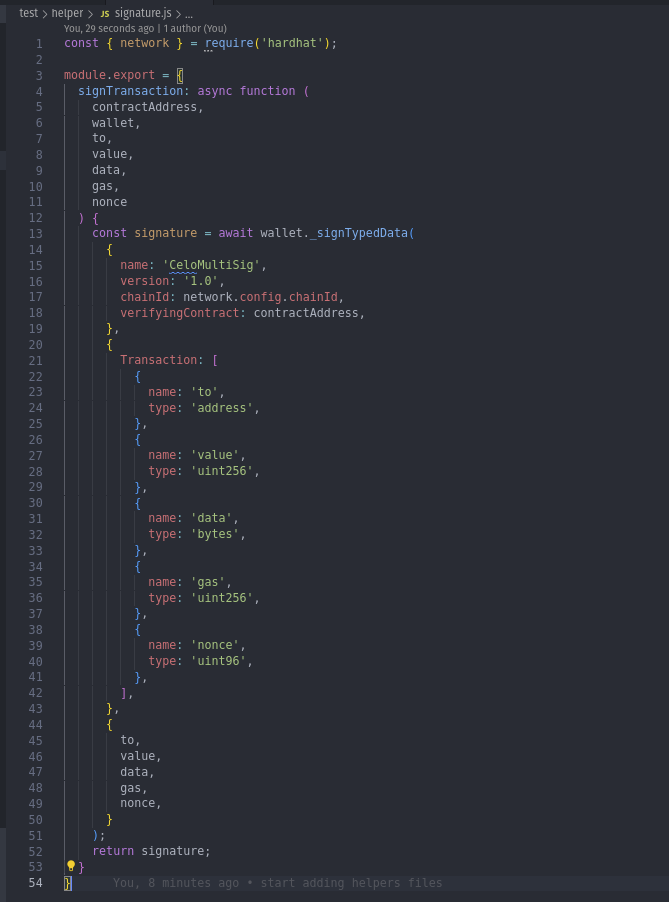 test > helper > JS signature.js > ...
You, 29 seconds ago | 1 author (You)
1 const { network } = require('hardhat');
2
3 module.export = {
4 signTransaction: async function (
5 contractAddress,
6 wallet,
7 to,
8 value,
9 data,
10 gas,
11 nonce
12 ) {
13 const signature = await wallet._signTypedData(
14 {
15 name: 'CeloMultiSig',
16 version: '1.0',
17 chainId: network.config.chainId,
18 verifyingContract: contractAddress,
19 },
20 {
21 Transaction: [
22 {
23 name: 'to',
24 type: 'address',
25 },
26 {
27 name: 'value',
28 type: 'uint256',
29 },
30 {
31 name: 'data',
32 type: 'bytes',
33 },
34 {
35 name: 'gas',
36 type: 'uint256',
37 },
38 {
39 name: 'nonce',
40 type: 'uint96',
41 },
42 ],
43 },
44 {
45 to,
46 value,
47 data,
48 gas,
49 nonce,
50 }
51 );
52 return signature;
53 }
54 } You, 8 minutes ago • start adding helpers files